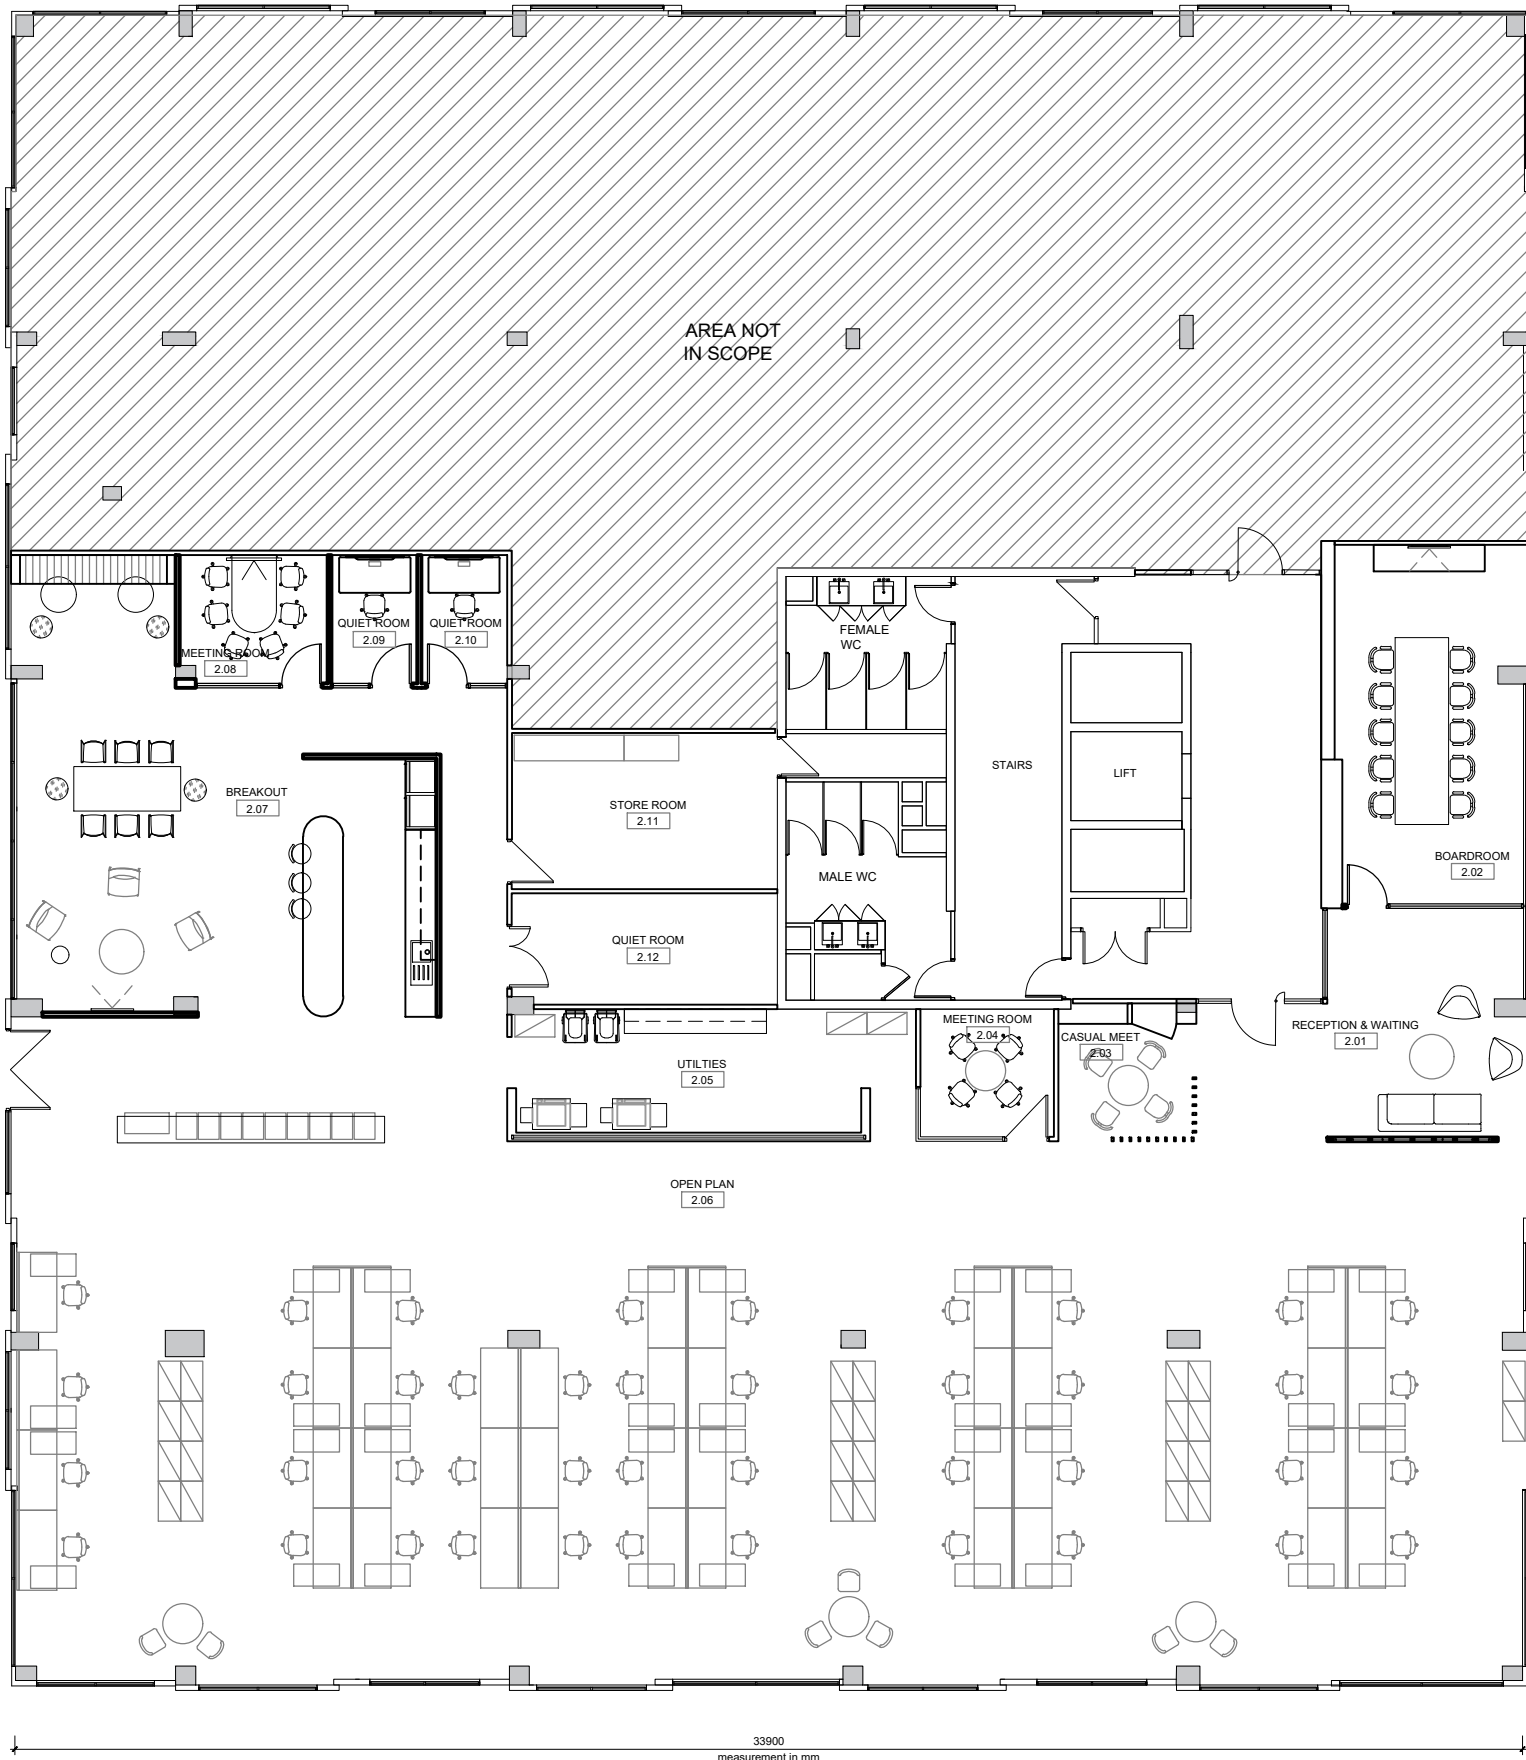 AREA NOT
IN SCOPE
QUIET ROOM
2.09
QUIET ROOM
2.10
MEETING ROOM
2.08
FEMALE
WC
STAIRS
LIFT
BREAKOUT
2.07
STORE ROOM
2.11
BOARDROOM
2.02
MALE WC
QUIET ROOM
2.12
MEETING ROOM
2.04
CASUAL MEET
2.03
RECEPTION & WAITING
2.01
UTILTIES
2.05
OPEN PLAN
2.06
33900
measurement in mm